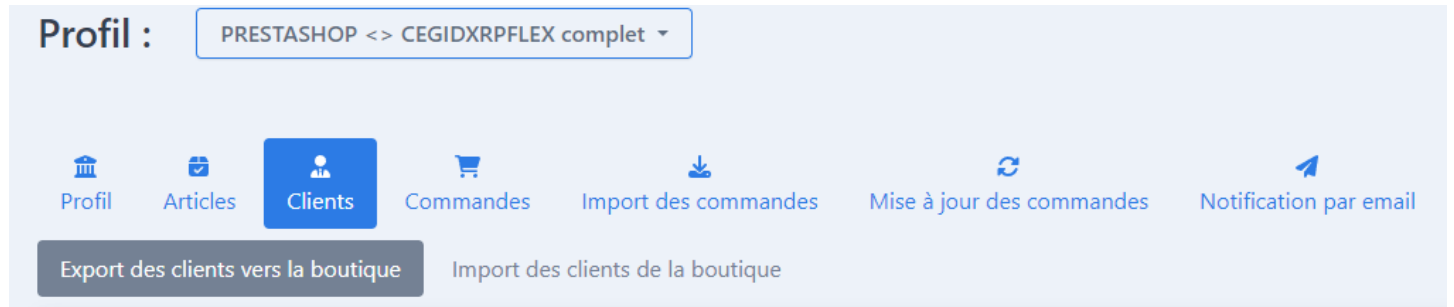 Profil : PRESTASHOP <> CEGIDXRPFLEX complet
Profil Articles Clients Commandes Import des commandes Mise à jour des commandes Notification par email
Export des clients vers la boutique Import des clients de la boutique